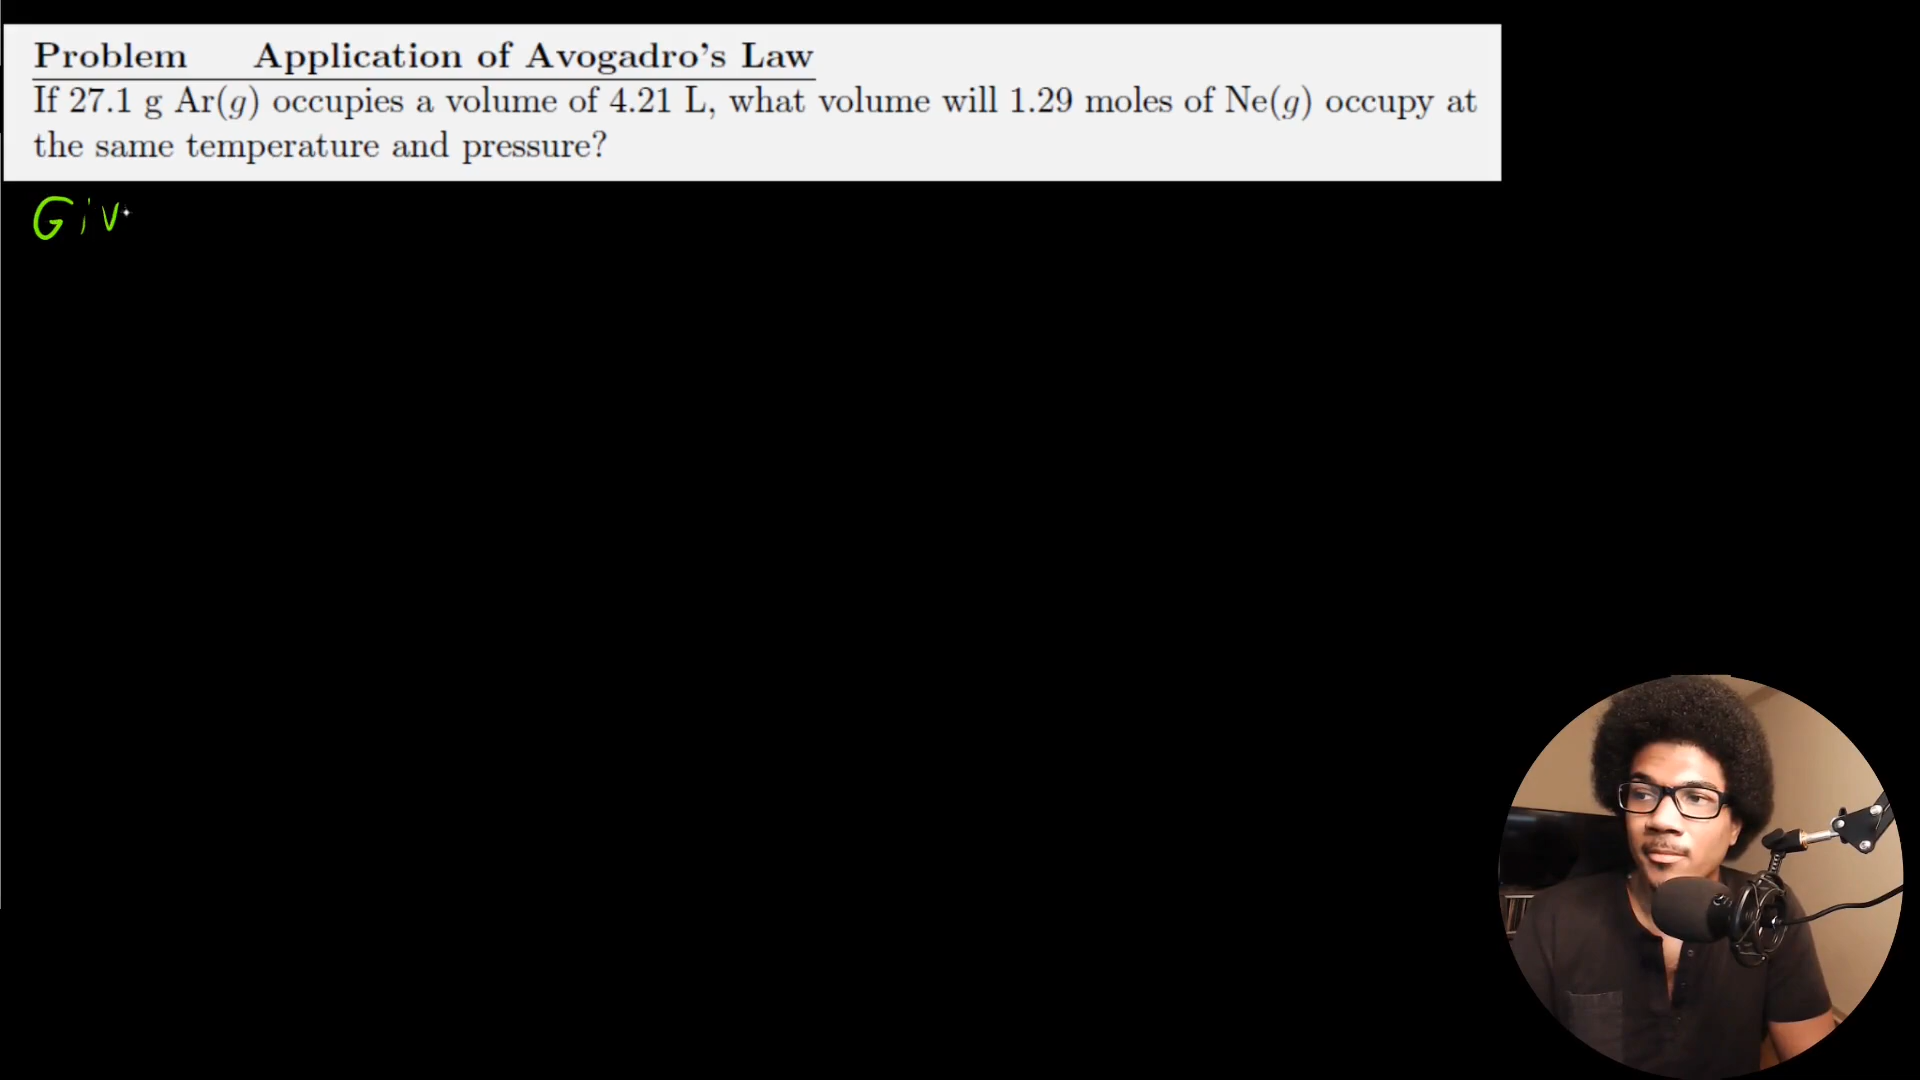 Problem Application of Avogadro's Law
If 27.1 g Ar(g) occupies a volume of 4.21 L, what volume will 1.29 moles of Ne(g) occupy at
the same temperature and pressure?
Giv